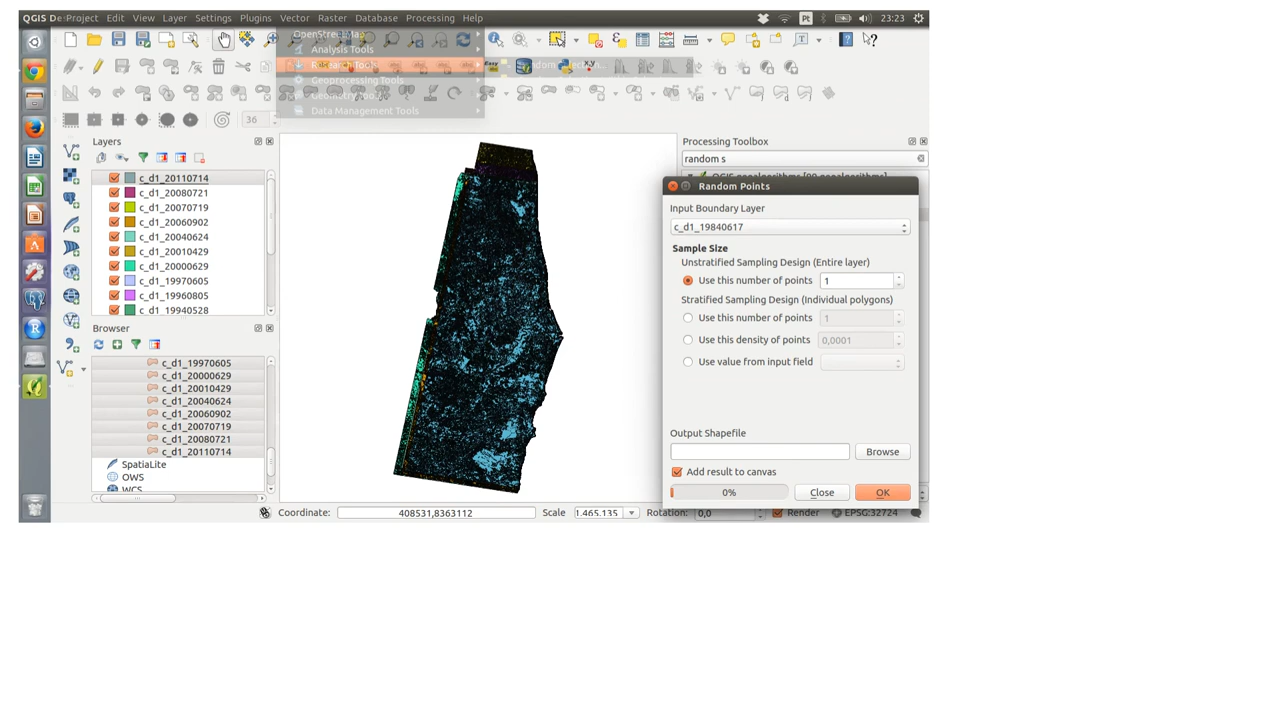 QGIS De Project Edit View Layer Settings Plugins Vector Raster Database Processing Help
Pt 23:23
OpenStreetMap
Analysis Tools
Research Tools
Geoprocessing Tools
Data Management Tools
36
Layers
c_d1_20110714
c_d1_20080721
c_d1_20070719
c_d1_20060902
c_d1_20040624
c_d1_20010429
c_d1_20000629
c_d1_19970605
c_d1_19960805
c_d1_19940528
Browser
c_d1_19970605
c_d1_20000629
c_d1_20010429
c_d1_20040624
c_d1_20060902
c_d1_20070719
c_d1_20080721
c_d1_20110714
SpatiaLite
OWS
WCS
Processing Toolbox
random s
Random Points
Input Boundary Layer
c_d1_19840617
Sample Size
Unstratified Sampling Design (Entire layer)
Use this number of points 1
Stratified Sampling Design (Individual polygons)
Use this number of points 1
Use this density of points 0,0001
Use value from input field
Output Shapefile
Browse
Add result to canvas
0% Close OK
Coordinate: 408531,8363112 Scale 1.465.135 Rotation: 0,0 Render EPSG:32724